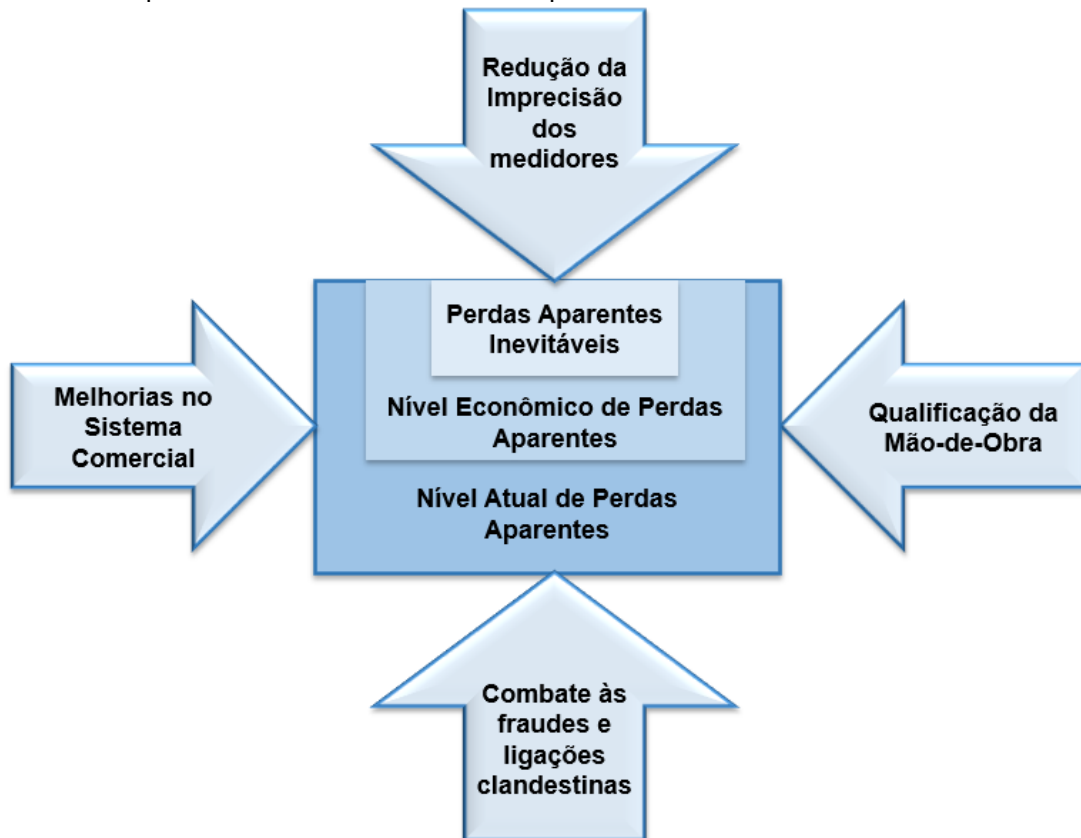 Redução da
Imprecisão
dos
medidores
Perdas Aparentes
Inevitáveis
Melhorias no
Sistema
Comercial
Nível Econômico de Perdas
Aparentes
Qualificação da
Mão-de-Obra
Nível Atual de Perdas
Aparentes
Combate às
fraudes e
ligações
clandestinas